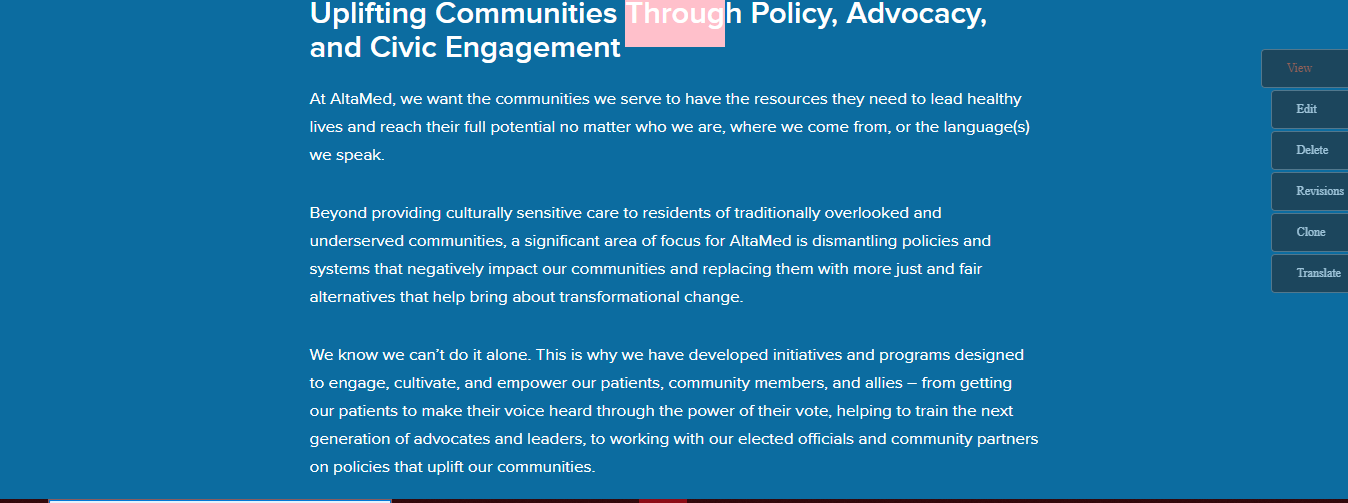 Uplifting Communities Through Policy, Advocacy,
and Civic Engagement
At AltaMed, we want the communities we serve to have the resources they need to lead healthy
lives and reach their full potential no matter who we are, where we come from, or the language(s)
we speak.
Beyond providing culturally sensitive care to residents of traditionally overlooked and
underserved communities, a significant area of focus for AltaMed is dismantling policies and
systems that negatively impact our communities and replacing them with more just and fair
alternatives that help bring about transformational change.
We know we can’t do it alone. This is why we have developed initiatives and programs designed
to engage, cultivate, and empower our patients, community members, and allies – from getting
our patients to make their voice heard through the power of their vote, helping to train the next
generation of advocates and leaders, to working with our elected officials and community partners
on policies that uplift our communities.
View
Edit
Delete
Revisions
Clone
Translate